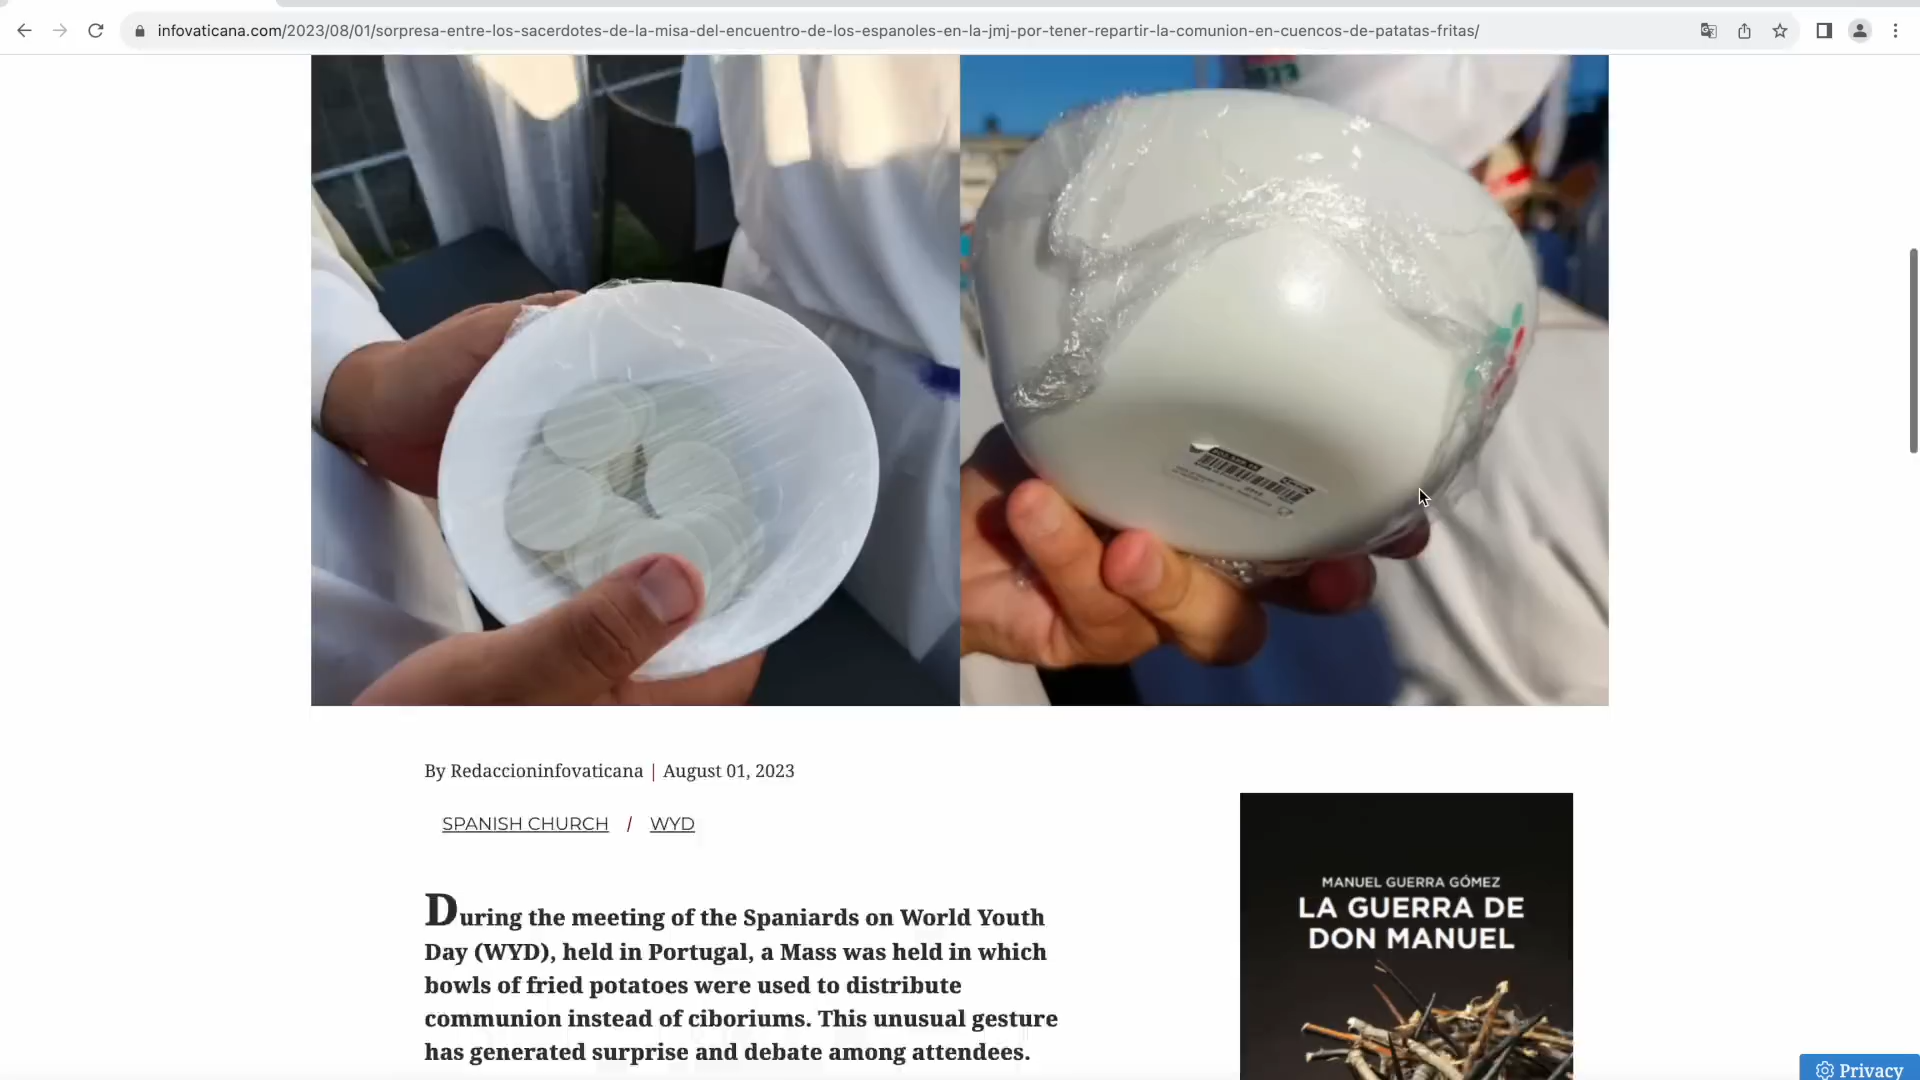 infovaticana.com/2023/08/01/sorpresa-entre-los-sacerdotes-de-la-misa-del-encuentro-de-los-espanoles-en-la-jmj-por-tener-repartir-la-comunion-en-cuencos-de-patatas-fritas/
By Redaccioninfovaticana | August 01, 2023
SPANISH CHURCH / WYD
During the meeting of the Spaniards on World Youth
Day (WYD), held in Portugal, a Mass was held in which
bowls of fried potatoes were used to distribute
communion instead of ciboriums. This unusual gesture
has generated surprise and debate among attendees.
MANUEL GUERRA GÓMEZ
LA GUERRA DE
DON MANUEL
Privacy